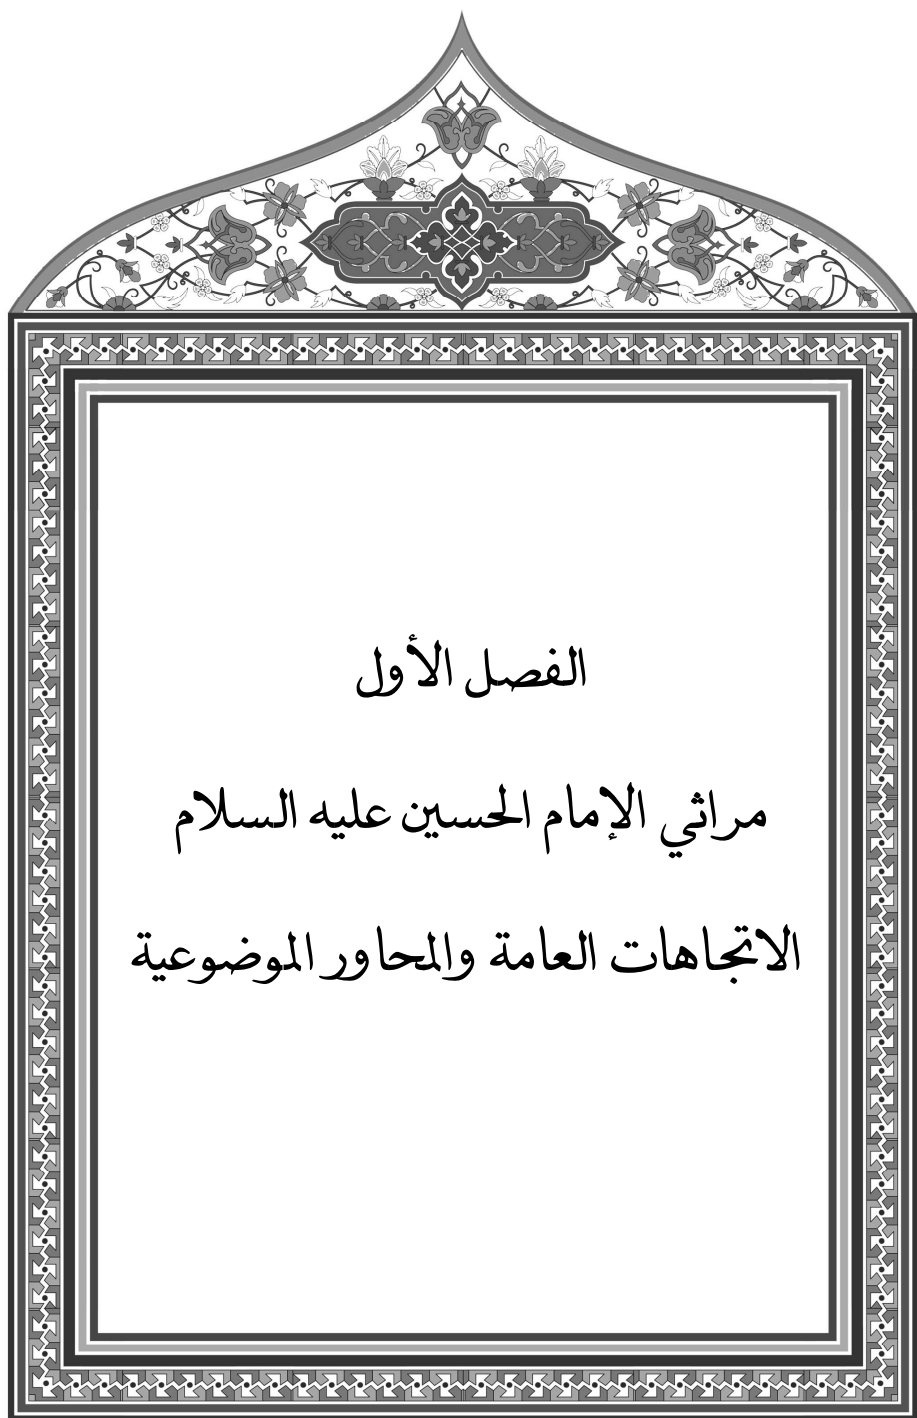 الفصل الأول
مراثي الإمام الحسين عليه السلام
الاتجاهات العامة والمحاور الموضوعية